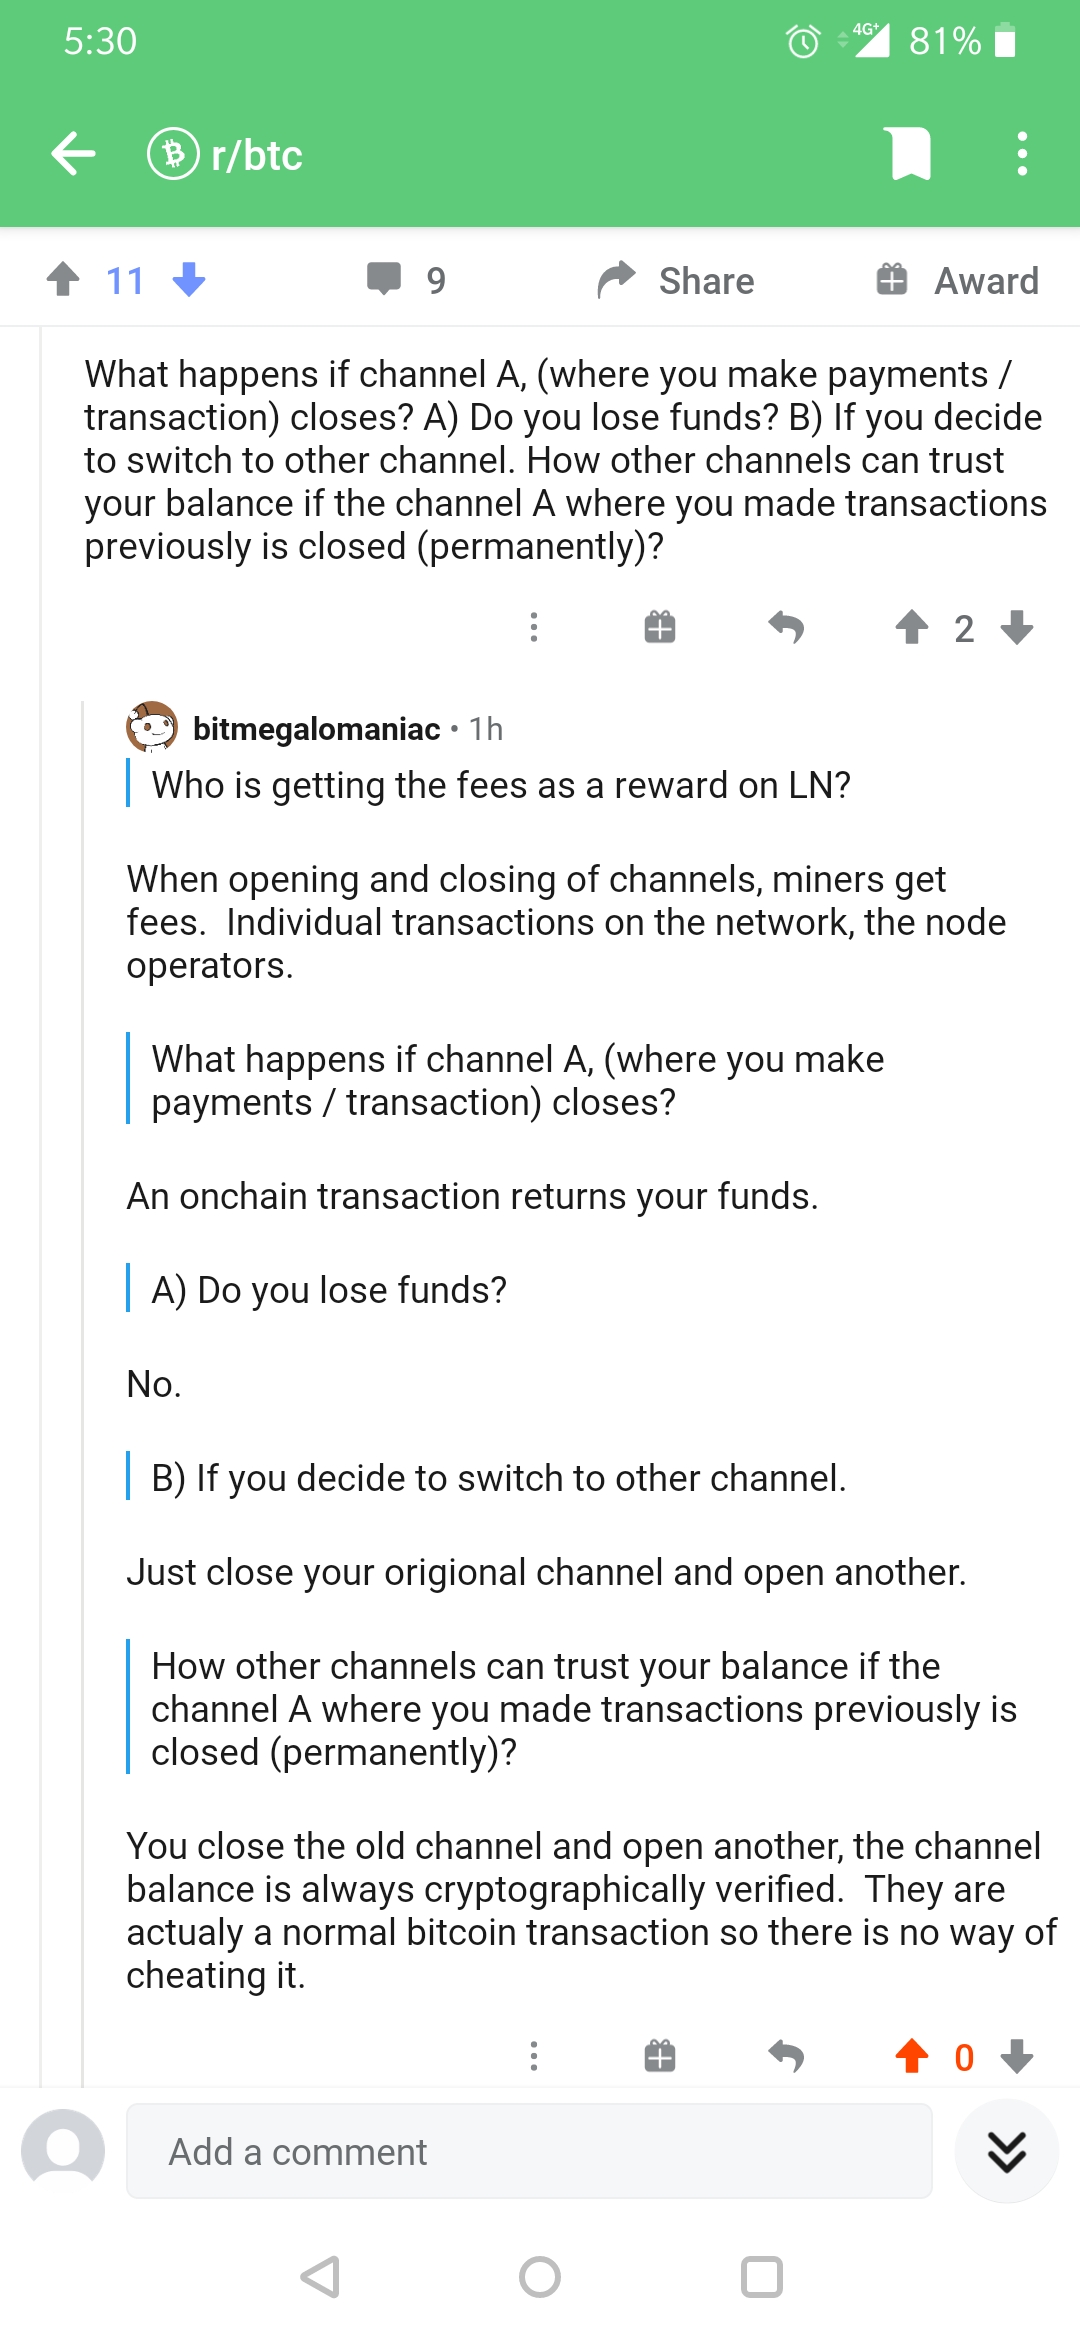 5:30
4G+ 81%
r/btc
11
9
Share
Award
What happens if channel A, (where you make payments /
transaction) closes? A) Do you lose funds? B) If you decide
to switch to other channel. How other channels can trust
your balance if the channel A where you made transactions
previously is closed (permanently)?
2
bitmegalomaniac • 1h
Who is getting the fees as a reward on LN?
When opening and closing of channels, miners get
fees.  Individual transactions on the network, the node
operators.
What happens if channel A, (where you make
payments / transaction) closes?
An onchain transaction returns your funds.
A) Do you lose funds?
No.
B) If you decide to switch to other channel.
Just close your origional channel and open another.
How other channels can trust your balance if the
channel A where you made transactions previously is
closed (permanently)?
You close the old channel and open another, the channel
balance is always cryptographically verified.  They are
actualy a normal bitcoin transaction so there is no way of
cheating it.
0
Add a comment